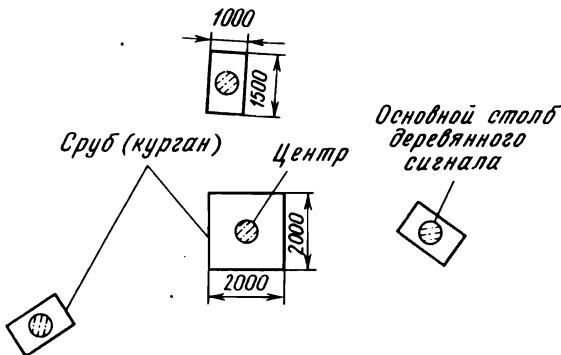 1000
1500
Основной столб
деревянного
сигнала
Сруб (курган)
Центр
2000
2000